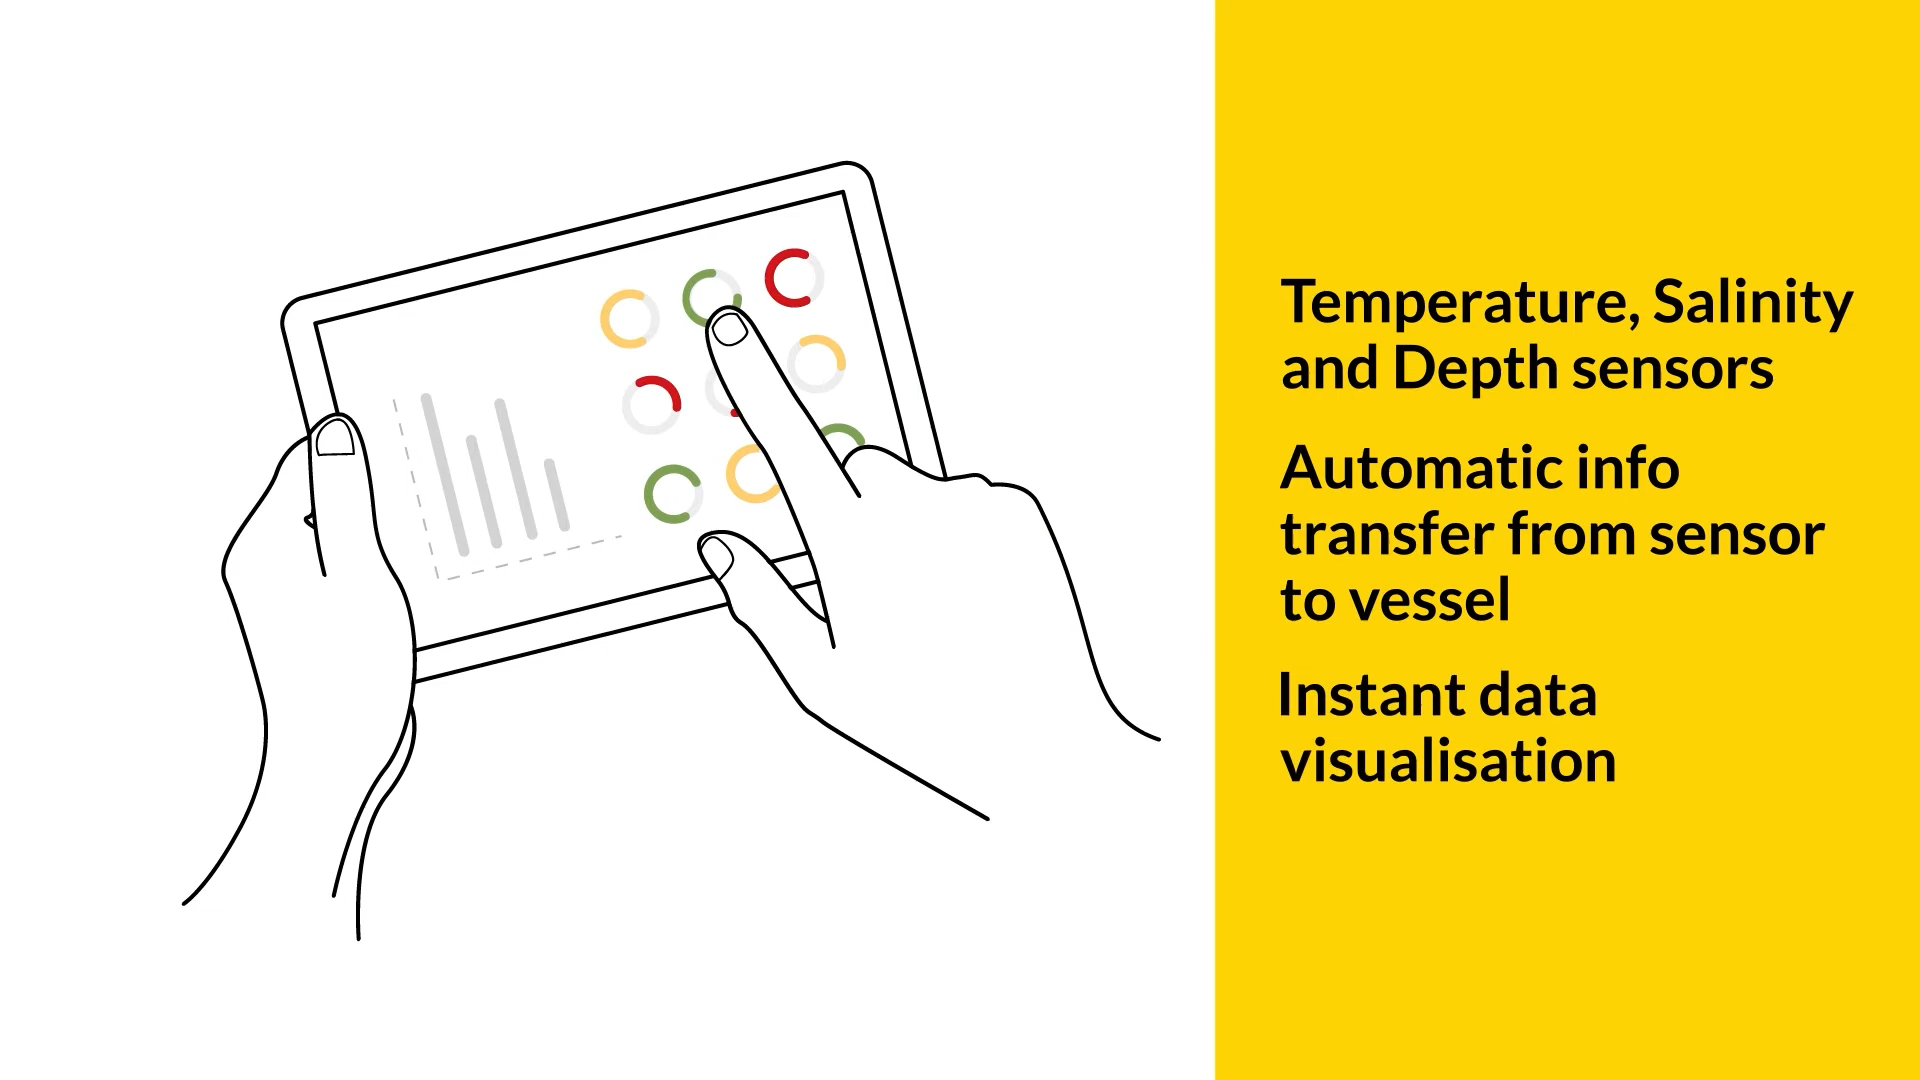 Temperature, Salinity
and Depth sensors
Automatic info
transfer from sensor
to vessel
Instant data
visualisation